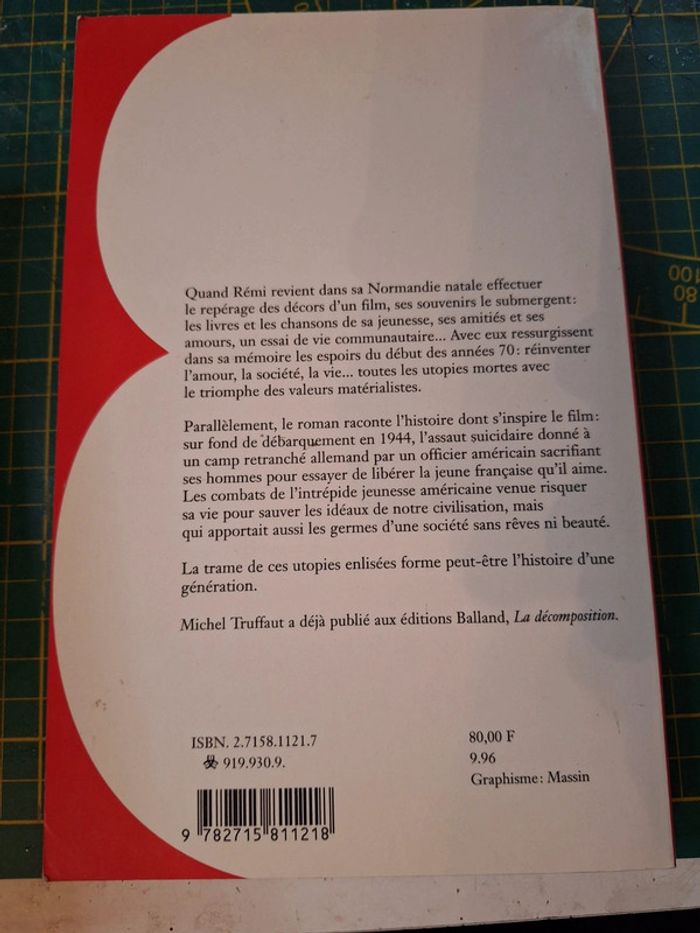 Quand Rémi revient dans sa Normandie natale effectuer
le repérage des décors d'un film, ses souvenirs le submergent :
les livres et les chansons de sa jeunesse, ses amitiés et ses
amours, un essai de vie communautaire... Avec eux ressurgissent
dans sa mémoire les espoirs du début des années 70 : réinventer
l'amour, la société, la vie... toutes les utopies mortes avec
le triomphe des valeurs matérialistes.
Parallèlement, le roman raconte l'histoire dont s'inspire le film :
sur fond de débarquement en 1944, l'assaut suicidaire donné à
un camp retranché allemand par un officier américain sacrifiant
ses hommes pour essayer de libérer la jeune française qu'il aime.
Les combats de l'intrépide jeunesse américaine venue risquer
sa vie pour sauver les idéaux de notre civilisation, mais
qui apportait aussi les germes d'une société sans rêves ni beauté.
La trame de ces utopies enlisées forme peut-être l'histoire d'une
génération.
Michel Truffaut a déjà publié aux éditions Balland, La décomposition.
ISBN. 2.7158.1121.7
919.930.9.
80,00 F
9.96
Graphisme : Massin
9 782715 811218
001
08